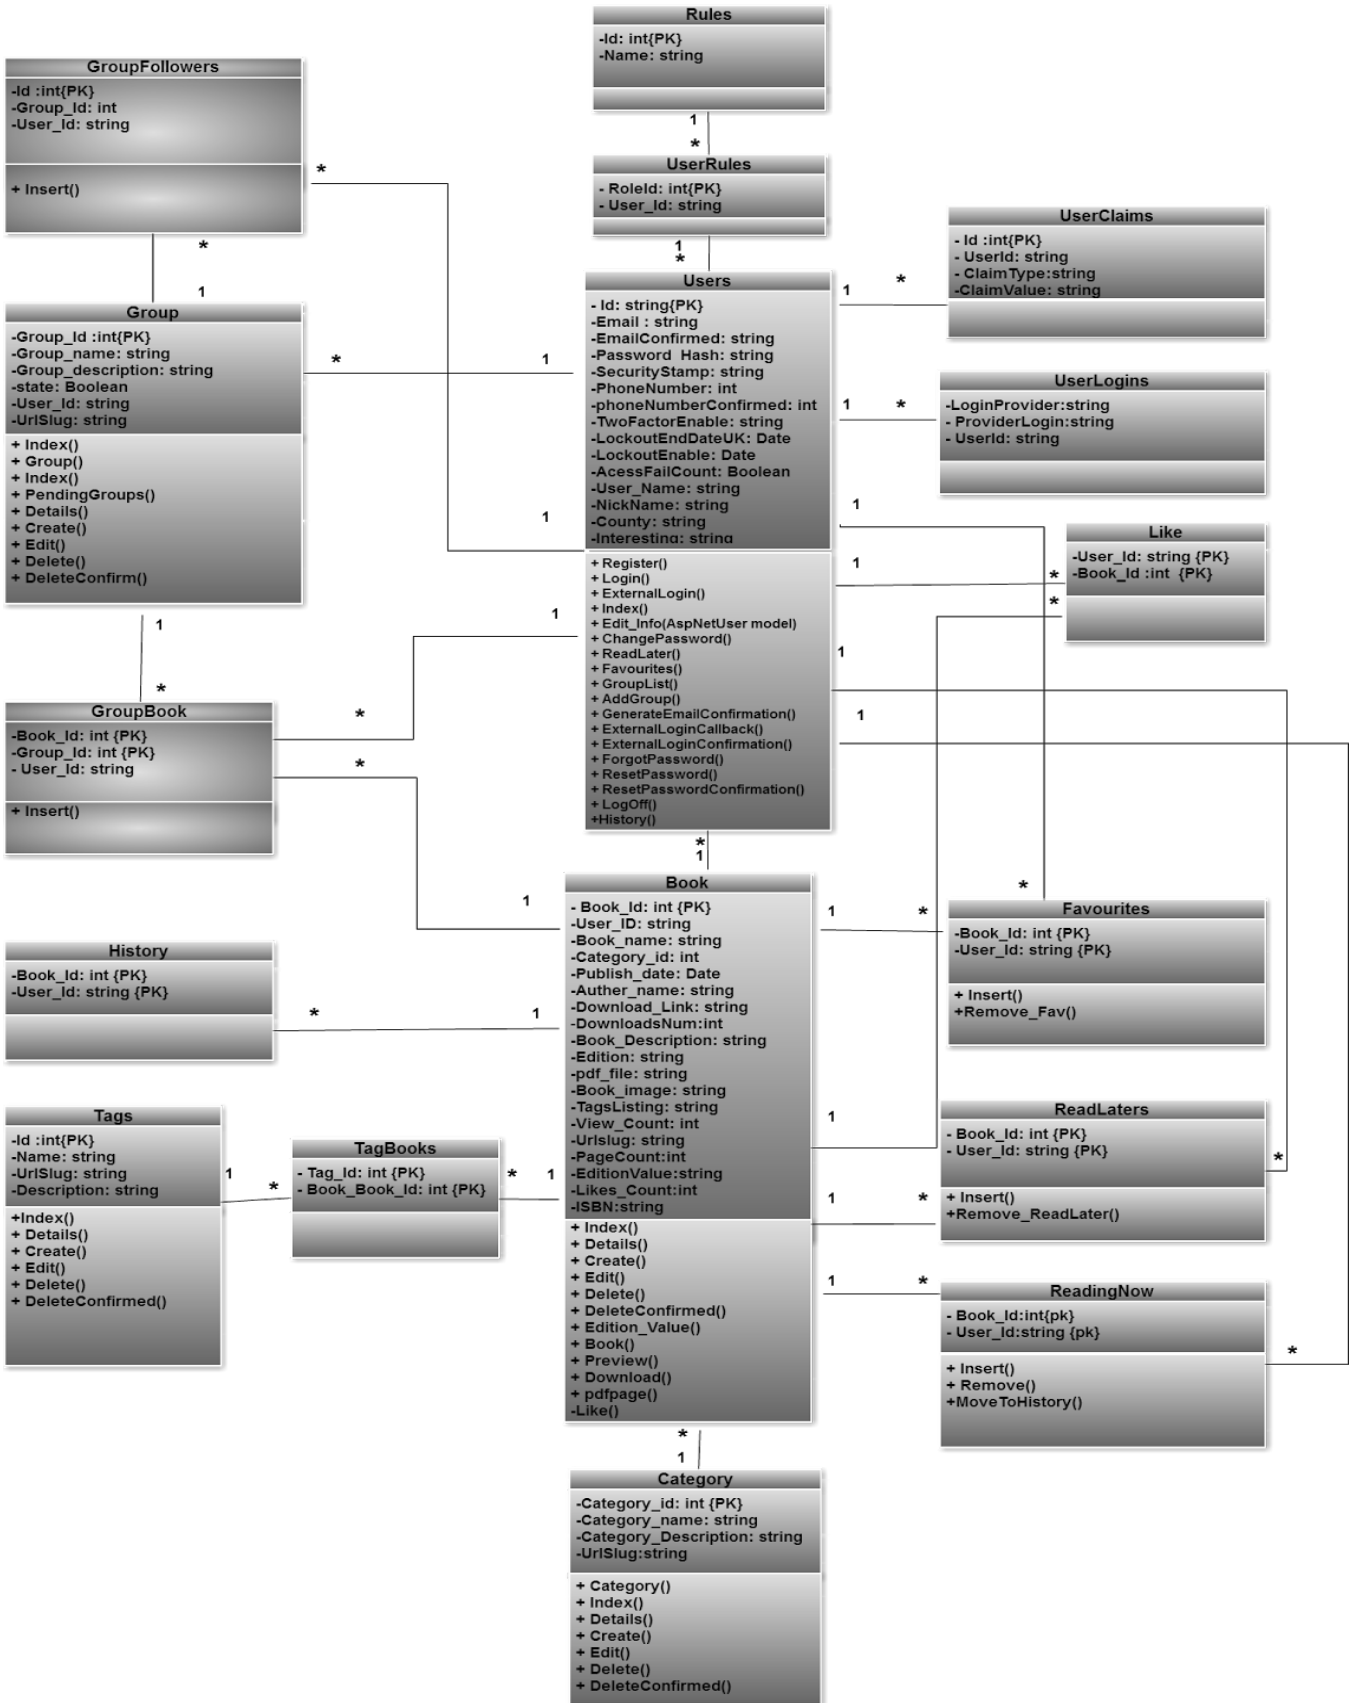 Rules
-Id: int{PK}
-Name: string
1
*
GroupFollowers
-Id :int{PK}
-Group_Id: int
-User_Id: string
+ Insert()
*
*
1
UserRules
- RoleId: int{PK}
- User_Id: string
1
*
UserClaims
- Id :int{PK}
- UserId: string
- ClaimType:string
-ClaimValue: string
1
*
Group
-Group_Id :int{PK}
-Group_name: string
-Group_description: string
-state: Boolean
-User_Id: string
-UrlSlug: string
+ Index()
+ Group()
+ Index()
+ PendingGroups()
+ Details()
+ Create()
+ Edit()
+ Delete()
+ DeleteConfirm()
*
1
1
1
*
Users
- Id: string{PK}
-Email : string
-EmailConfirmed: string
-Password_Hash: string
-SecurityStamp: string
-PhoneNumber: int
-phoneNumberConfirmed: int
-TwoFactorEnable: string
-LockoutEndDateUK: Date
-LockoutEnable: Date
-AcessFailCount: Boolean
-User_Name: string
-NickName: string
-County: string
-Interesting: string
+ Register()
+ Login()
+ ExternalLogin()
+ Index()
+ Edit_Info(AspNetUser model)
+ ChangePassword()
+ ReadLater()
+ Favourites()
+ GroupList()
+ AddGroup()
+ GenerateEmailConfirmation()
+ ExternalLoginCallback()
+ ExternalLoginConfirmation()
+ ForgotPassword()
+ ResetPassword()
+ ResetPasswordConfirmation()
+ LogOff()
+History()
*
1
UserLogins
-LoginProvider:string
- ProviderLogin:string
- UserId: string
1
*
1
Like
-User_Id: string {PK}
-Book_Id :int  {PK}
1
*
*
1
1
1
*
*
GroupBook
-Book_Id: int {PK}
-Group_Id: int {PK}
- User_Id: string
+ Insert()
1
Book
- Book_Id: int {PK}
-User_ID: string
-Book_name: string
-Category_id: int
-Publish_date: Date
-Auther_name: string
-Download_Link: string
-DownloadsNum:int
-Book_Description: string
-Edition: string
-pdf_file: string
-Book_image: string
-TagsListing: string
-View_Count: int
-Urlslug: string
-PageCount:int
-EditionValue:string
-Likes_Count:int
-ISBN:string
+ Index()
+ Details()
+ Create()
+ Edit()
+ Delete()
+ DeleteConfirmed()
+ Edition_Value()
+ Book()
+ Preview()
+ Download()
+ pdfpage()
-Like()
*
1
*
Favourites
-Book_Id: int {PK}
-User_Id: string {PK}
+ Insert()
+Remove_Fav()
1
*
History
-Book_Id: int {PK}
-User_Id: string {PK}
*
1
Tags
-Id :int{PK}
-Name: string
-UrlSlug: string
-Description: string
+Index()
+ Details()
+ Create()
+ Edit()
+ Delete()
+ DeleteConfirmed()
1
*
TagBooks
- Tag_Id: int {PK}
- Book_Book_Id: int {PK}
*
1
1
ReadLaters
- Book_Id: int {PK}
- User_Id: string {PK}
+ Insert()
+Remove_ReadLater()
*
1
*
1
*
ReadingNow
- Book_Id:int{pk}
- User_Id:string {pk}
+ Insert()
+ Remove()
+MoveToHistory()
*
Category
-Category_id: int {PK}
-Category_name: string
-Category_Description: string
-UrlSlug:string
+ Category()
+ Index()
+ Details()
+ Create()
+ Edit()
+ Delete()
+ DeleteConfirmed()